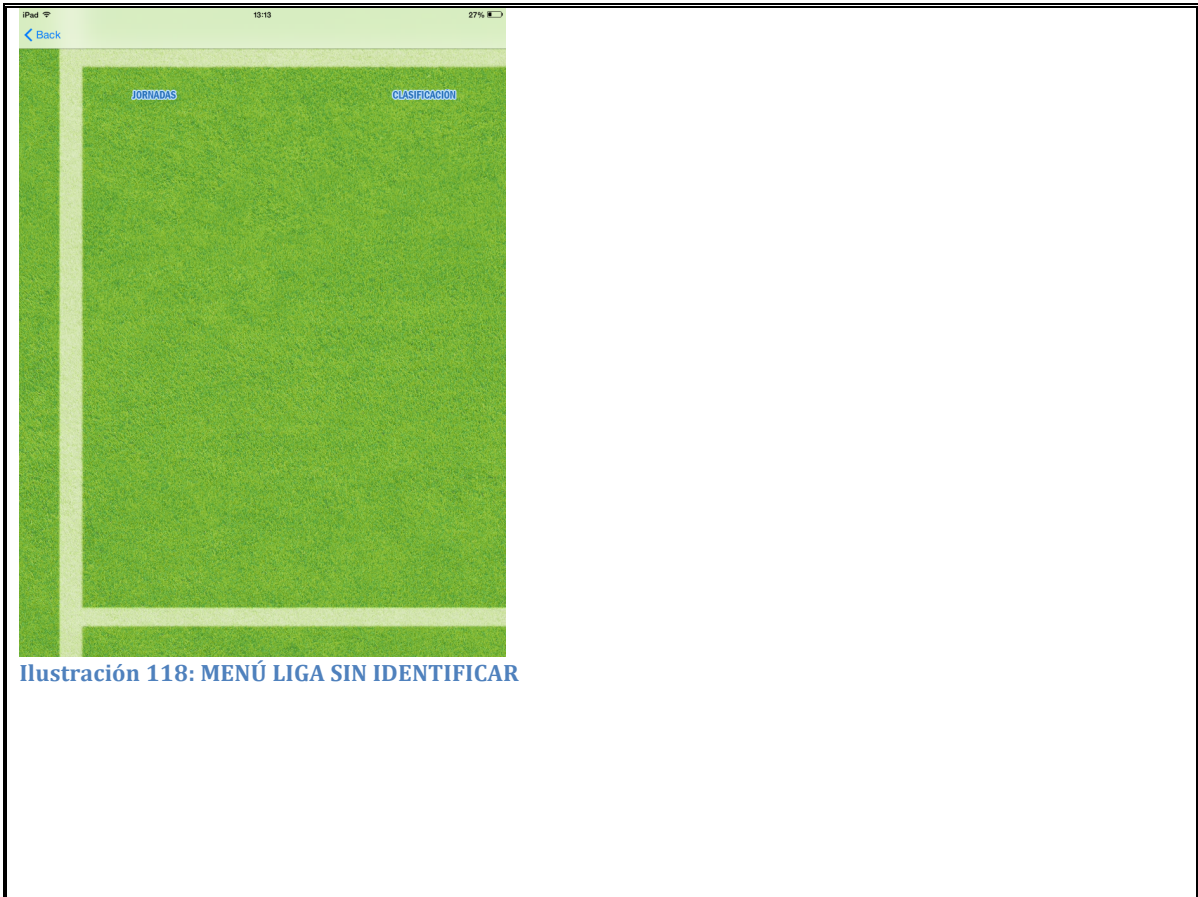 iPad 13:13 27%
Back
JORNADAS CLASIFICACION
Ilustración 118: MENÚ LIGA SIN IDENTIFICAR